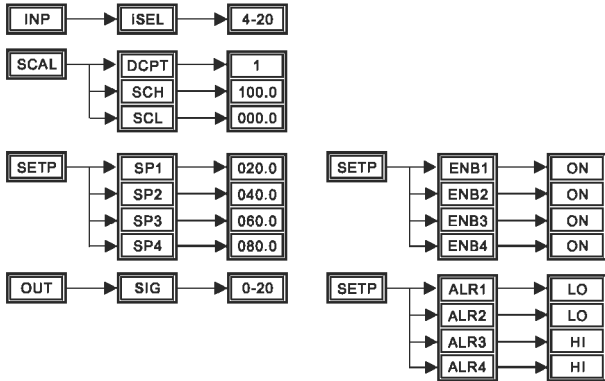 INP iSEL 4-20
SCAL DCPT 1
SCH 100.0
SCL 000.0
SETP SP1 020.0
SP2 040.0
SP3 060.0
SP4 080.0
SETP ENB1 ON
ENB2 ON
ENB3 ON
ENB4 ON
OUT SIG 0-20
SETP ALR1 LO
ALR2 LO
ALR3 HI
ALR4 HI